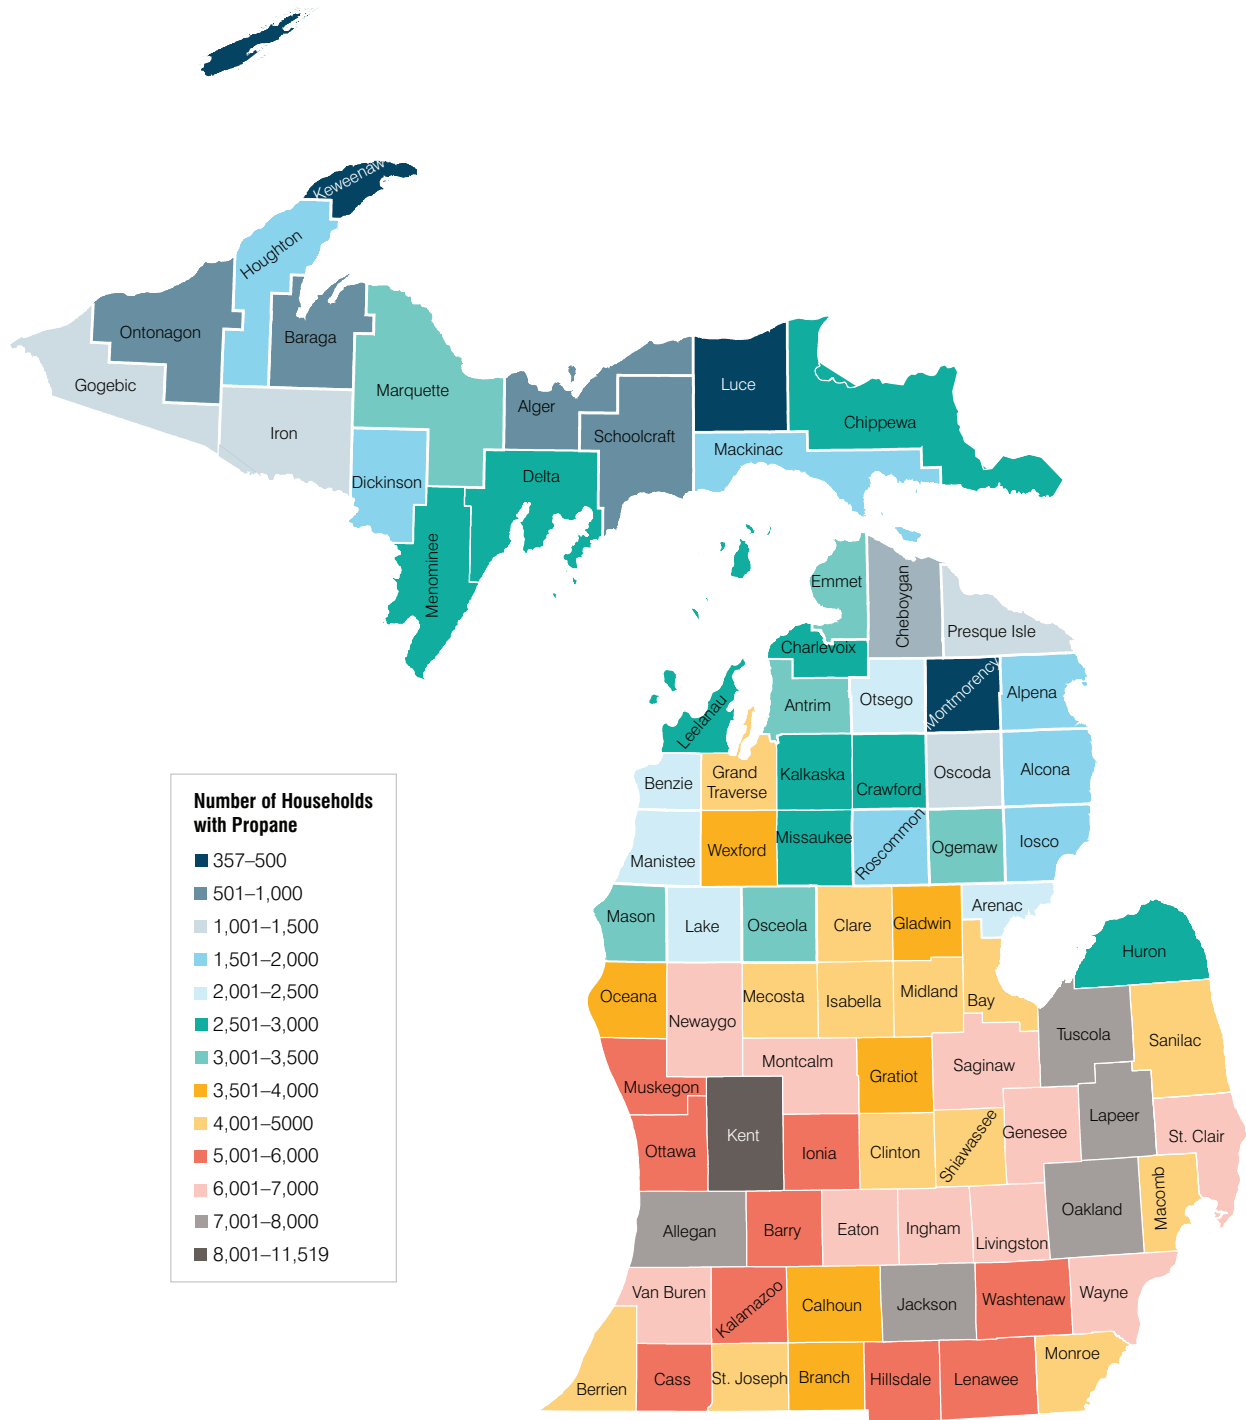 Keweenaw
Houghton
Ontonagon
Baraga
Gogebic
Marquette
Iron
Alger
Luce
Chippewa
Schoolcraft
Mackinac
Dickinson
Delta
Menominee
Emmet
Cheboygan
Presque Isle
Charlevoix
Antrim
Otsego
Montmorency
Alpena
Leelanau
Benzie
Grand
Traverse
Kalkaska
Crawford
Oscoda
Alcona
Manistee
Wexford
Missaukee
Roscommon
Ogemaw
Iosco
Mason
Lake
Osceola
Clare
Gladwin
Arenac
Huron
Oceana
Newaygo
Mecosta
Isabella
Midland
Bay
Tuscola
Sanilac
Muskegon
Montcalm
Gratiot
Saginaw
Lapeer
Ottawa
Kent
Ionia
Clinton
Shiawassee
Genesee
St. Clair
Allegan
Barry
Eaton
Ingham
Livingston
Oakland
Macomb
Van Buren
Kalamazoo
Calhoun
Jackson
Washtenaw
Wayne
Berrien
Cass
St. Joseph
Branch
Hillsdale
Lenawee
Monroe
Number of Households
with Propane
357–500
501–1,000
1,001–1,500
1,501–2,000
2,001–2,500
2,501–3,000
3,001–3,500
3,501–4,000
4,001–5000
5,001–6,000
6,001–7,000
7,001–8,000
8,001–11,519